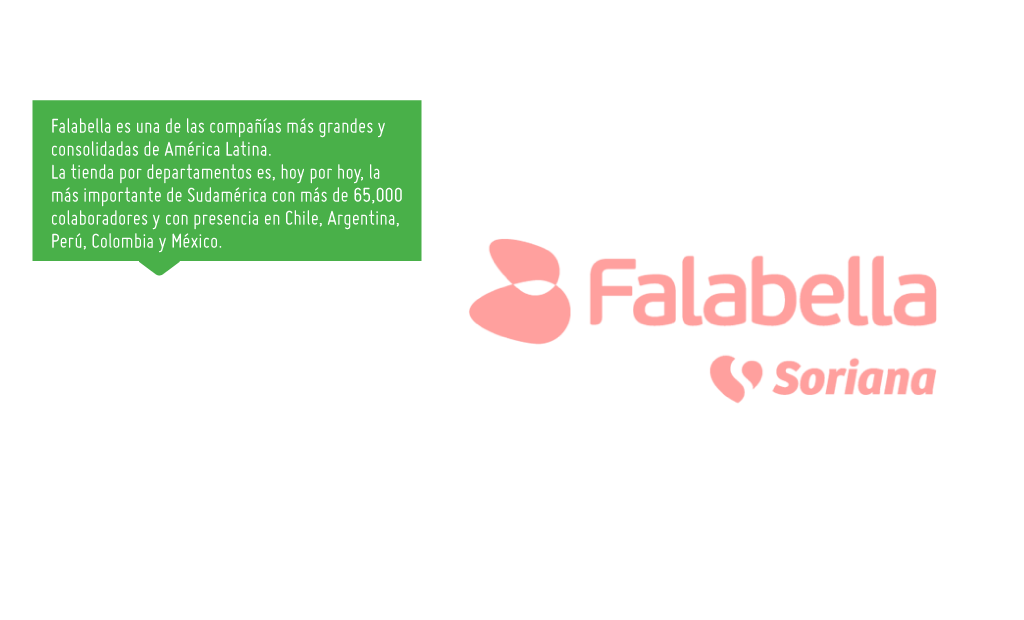 Falabella es una de las compañías más grandes y
consolidadas de América Latina.
La tienda por departamentos es, hoy por hoy, la
más importante de Sudamérica con más de 65,000
colaboradores y con presencia en Chile, Argentina,
Perú, Colombia y México.
Falabella
Soriana